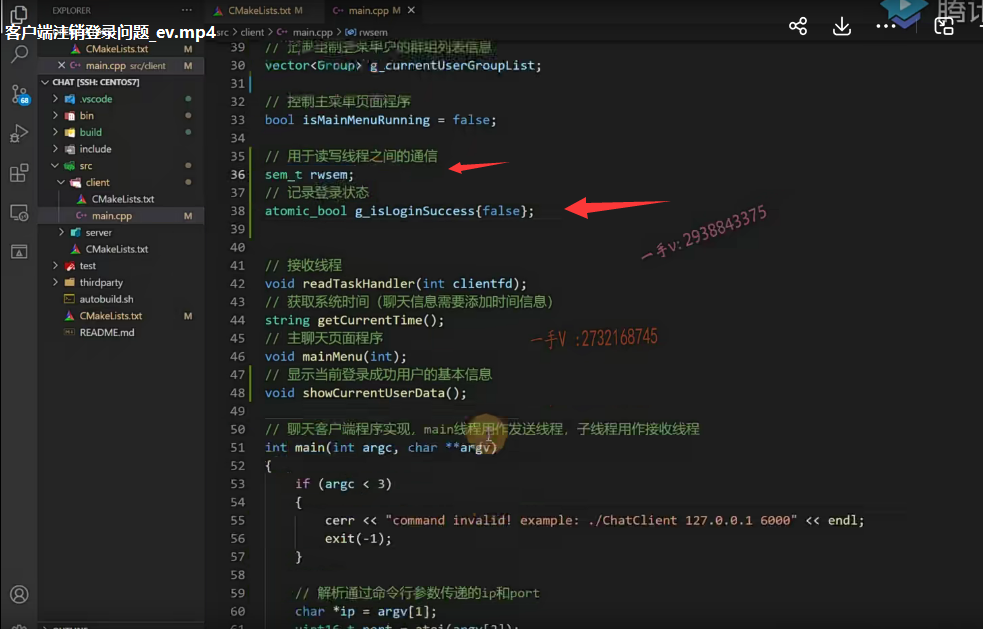 EXPLORER
···
CMakeLists.txt M
main.cpp M
客户端注销登录问题_ev.mp4
src > client > main.cpp > rwsem
CMakeLists.txt M
main.cpp src/client M
CHAT [SSH: CENTOS7]
.vscode
bin
build
include
src
client
CMakeLists.txt
main.cpp M
server
CMakeLists.txt
test
thirdparty
autobuild.sh
CMakeLists.txt M
README.md
68
39 的群组列表信息
30 vector<Group> g_currentUserGroupList;
31
32 // 控制主菜单页面程序
33 bool isMainMenuRunning = false;
34
35 // 用于读写线程之间的通信
36 sem_t rwsem;
37 // 记录登录状态
38 atomic_bool g_isLoginSuccess{false};
39
40
41 // 接收线程
42 void readTaskHandler(int clientfd);
43 // 获取系统时间（聊天信息需要添加时间信息）
44 string getCurrentTime();
45 // 主聊天页面程序
46 void mainMenu(int);
47 // 显示当前登录成功用户的基本信息
48 void showCurrentUserData();
49
50 // 聊天客户端程序实现，main线程用作发送线程，子线程用作接收线程
51 int main(int argc, char **argv)
52 {
53 if (argc < 3)
54 {
55 cerr << "command invalid! example: ./ChatClient 127.0.0.1 6000" << endl;
56 exit(-1);
57 }
58
59 // 解析通过命令行参数传递的ip和port
60 char *ip = argv[1];
一手v: 2938843375
一手V :2732168745